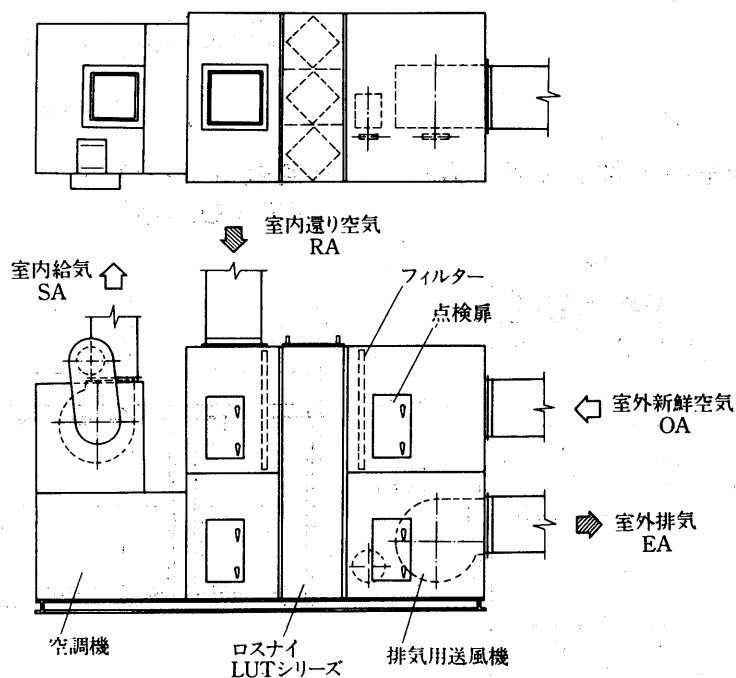 室内還り空気
RA
室内給気
SA
フィルター
点検扉
室外新鮮空気
OA
室外排気
EA
空調機
ロスナイ
LUTシリーズ
排気用送風機